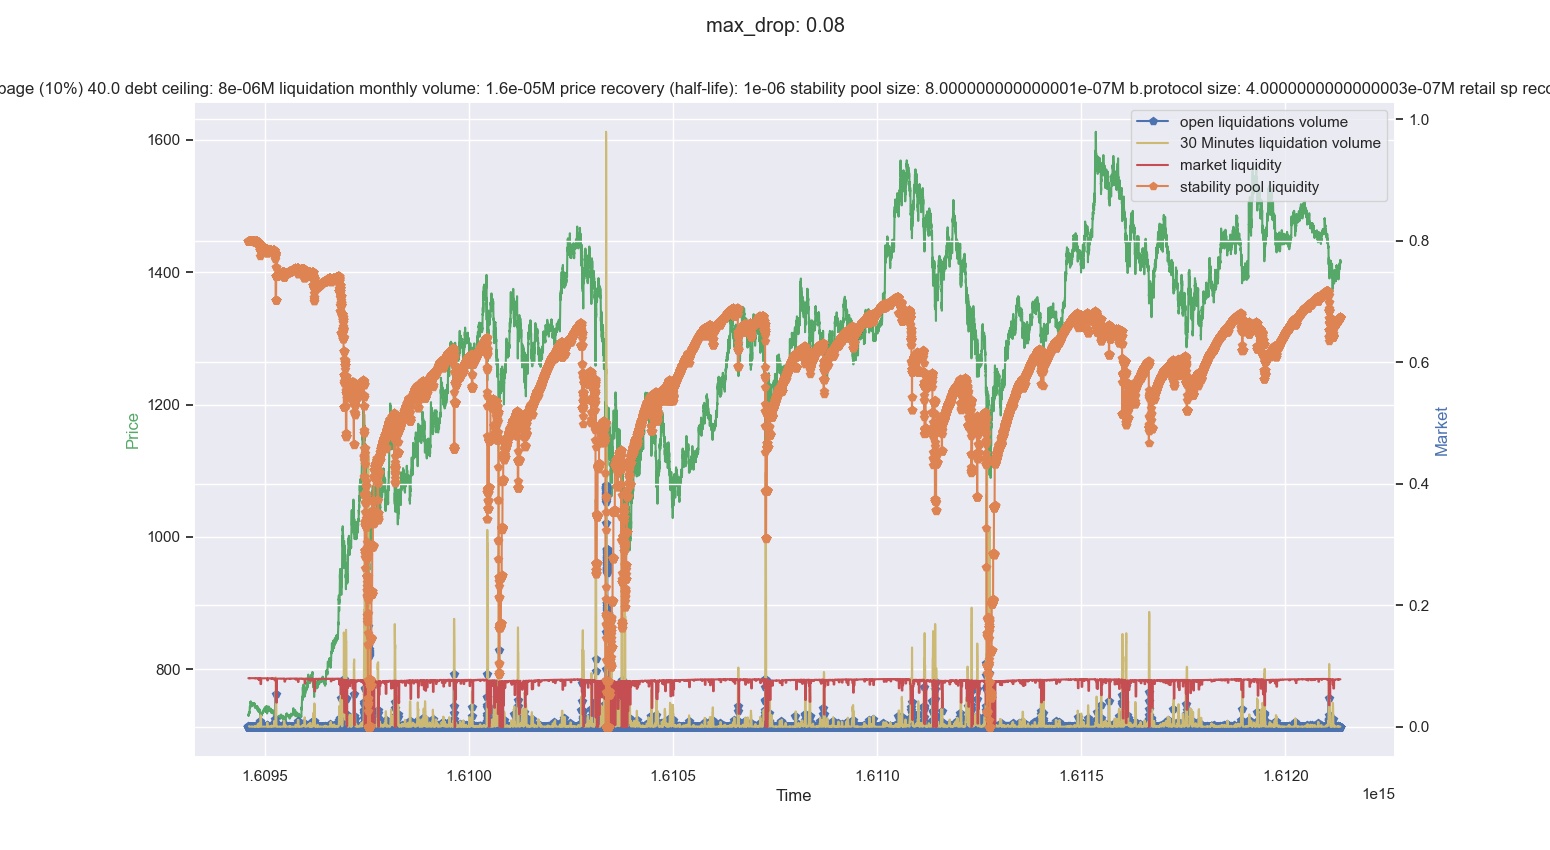 max_drop: 0.08
(10%) 40.0 debt ceiling: 8e-06M liquidation monthly volume: 1.6e-05M price recovery (half-life): 1e-06 stability pool size: 8.000000000000001e-07M b.protocol size: 4.0000000000000003e-07M retail sp
open liquidations volume
30 Minutes liquidation volume
market liquidity
stability pool liquidity
1600
1400
1200
1000
800
Price
1.0
0.8
0.6
0.4
0.2
0.0
Market
1.6095 1.6100 1.6105 1.6110 1.6115 1.6120
Time
1e15